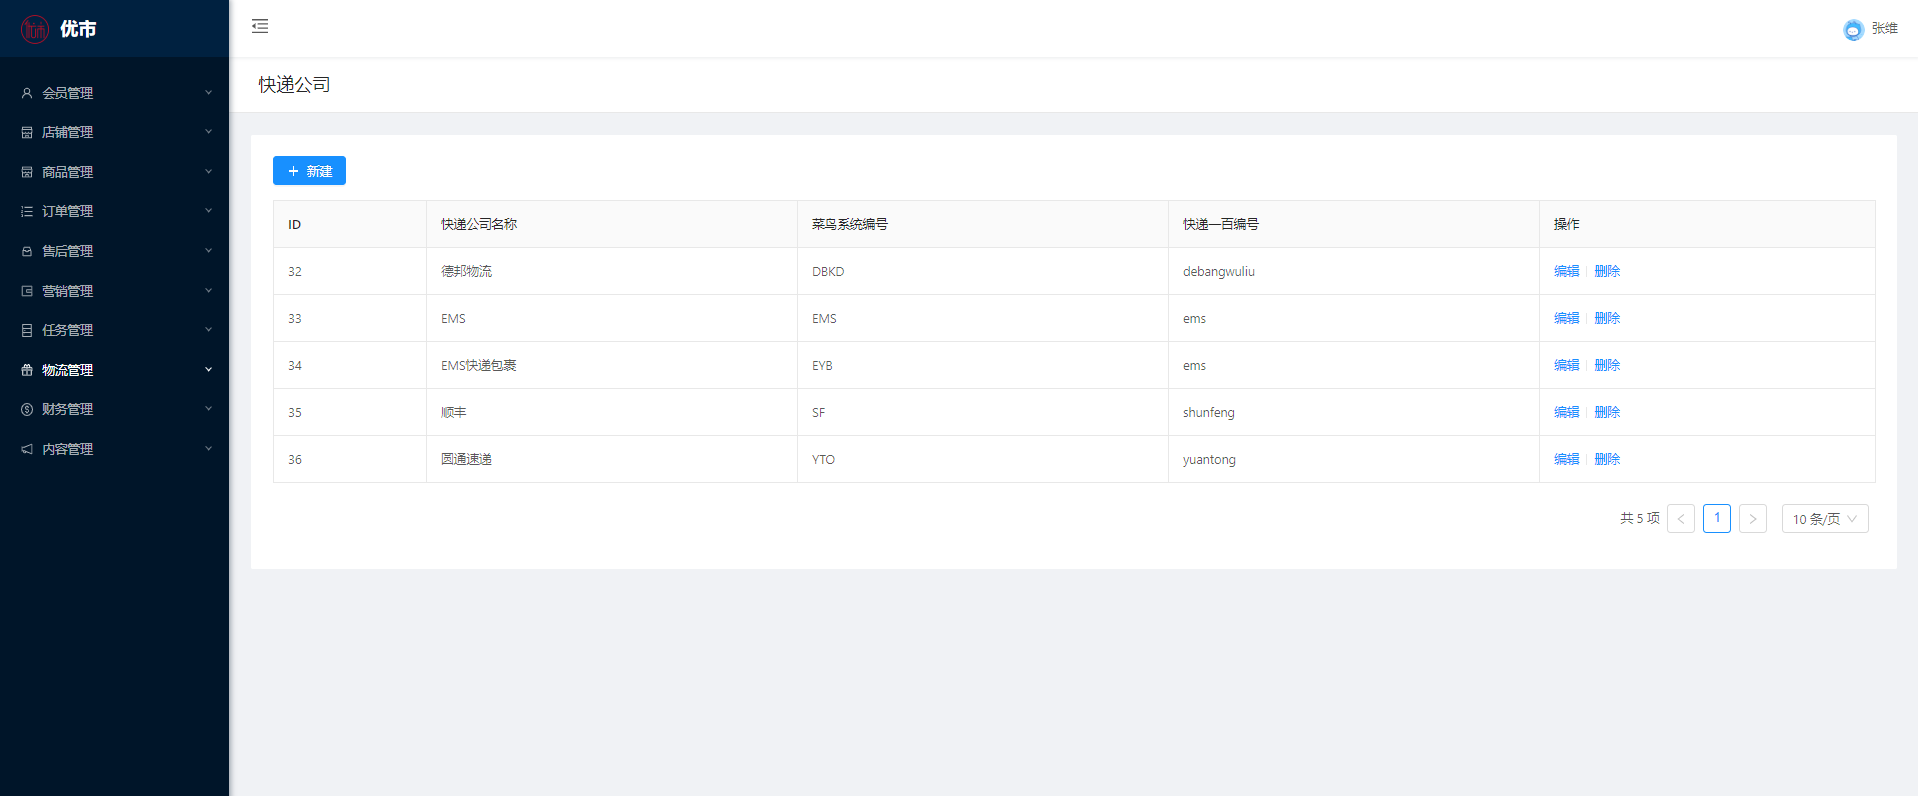 优市
张维
会员管理
店铺管理
商品管理
订单管理
售后管理
营销管理
任务管理
物流管理
财务管理
内容管理
快递公司
新建
ID 快递公司名称 菜鸟系统编号 快递一百编号 操作
32 德邦物流 DBKD debangwuliu 编辑 删除
33 EMS EMS ems 编辑 删除
34 EMS快递包裹 EYB ems 编辑 删除
35 顺丰 SF shunfeng 编辑 删除
36 圆通速递 YTO yuantong 编辑 删除
共 5 项 < 1 > 10 条/页